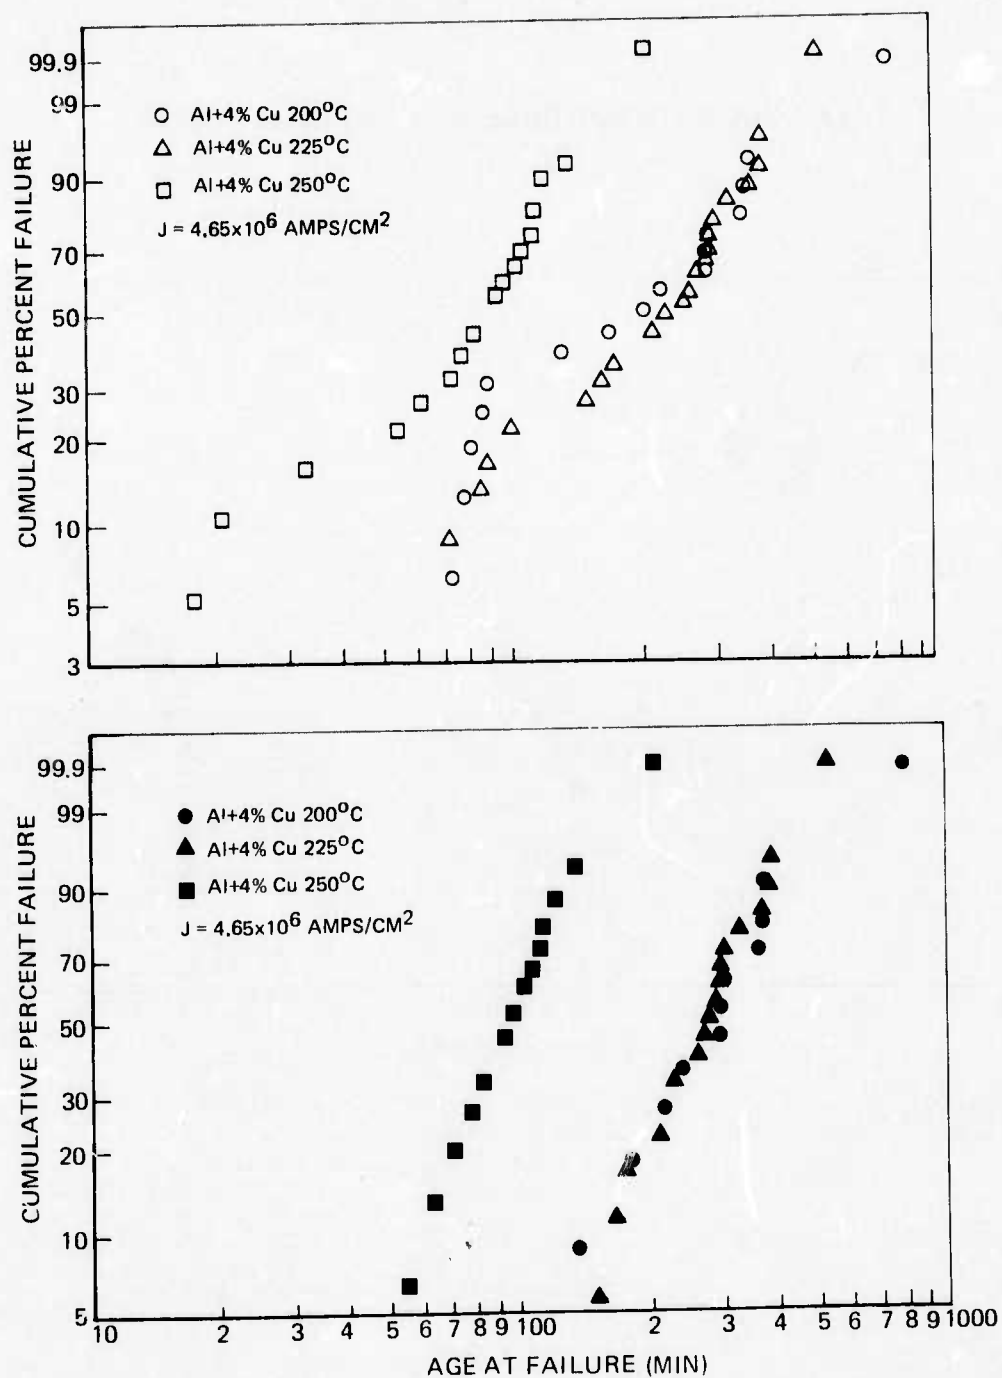 99.9
99
90
70
50
30
20
10
5
3
CUMULATIVE PERCENT FAILURE
○ Al+4% Cu 200°C
△ Al+4% Cu 225°C
□ Al+4% Cu 250°C
J = 4.65x10⁶ AMPS/CM²
99.9
99
90
70
50
30
20
10
5
CUMULATIVE PERCENT FAILURE
● Al+4% Cu 200°C
▲ Al+4% Cu 225°C
■ Al+4% Cu 250°C
J = 4.65x10⁶ AMPS/CM²
10 2 3 4 5 6 7 8 9 100 2 3 4 5 6 7 8 9 1000
AGE AT FAILURE (MIN)